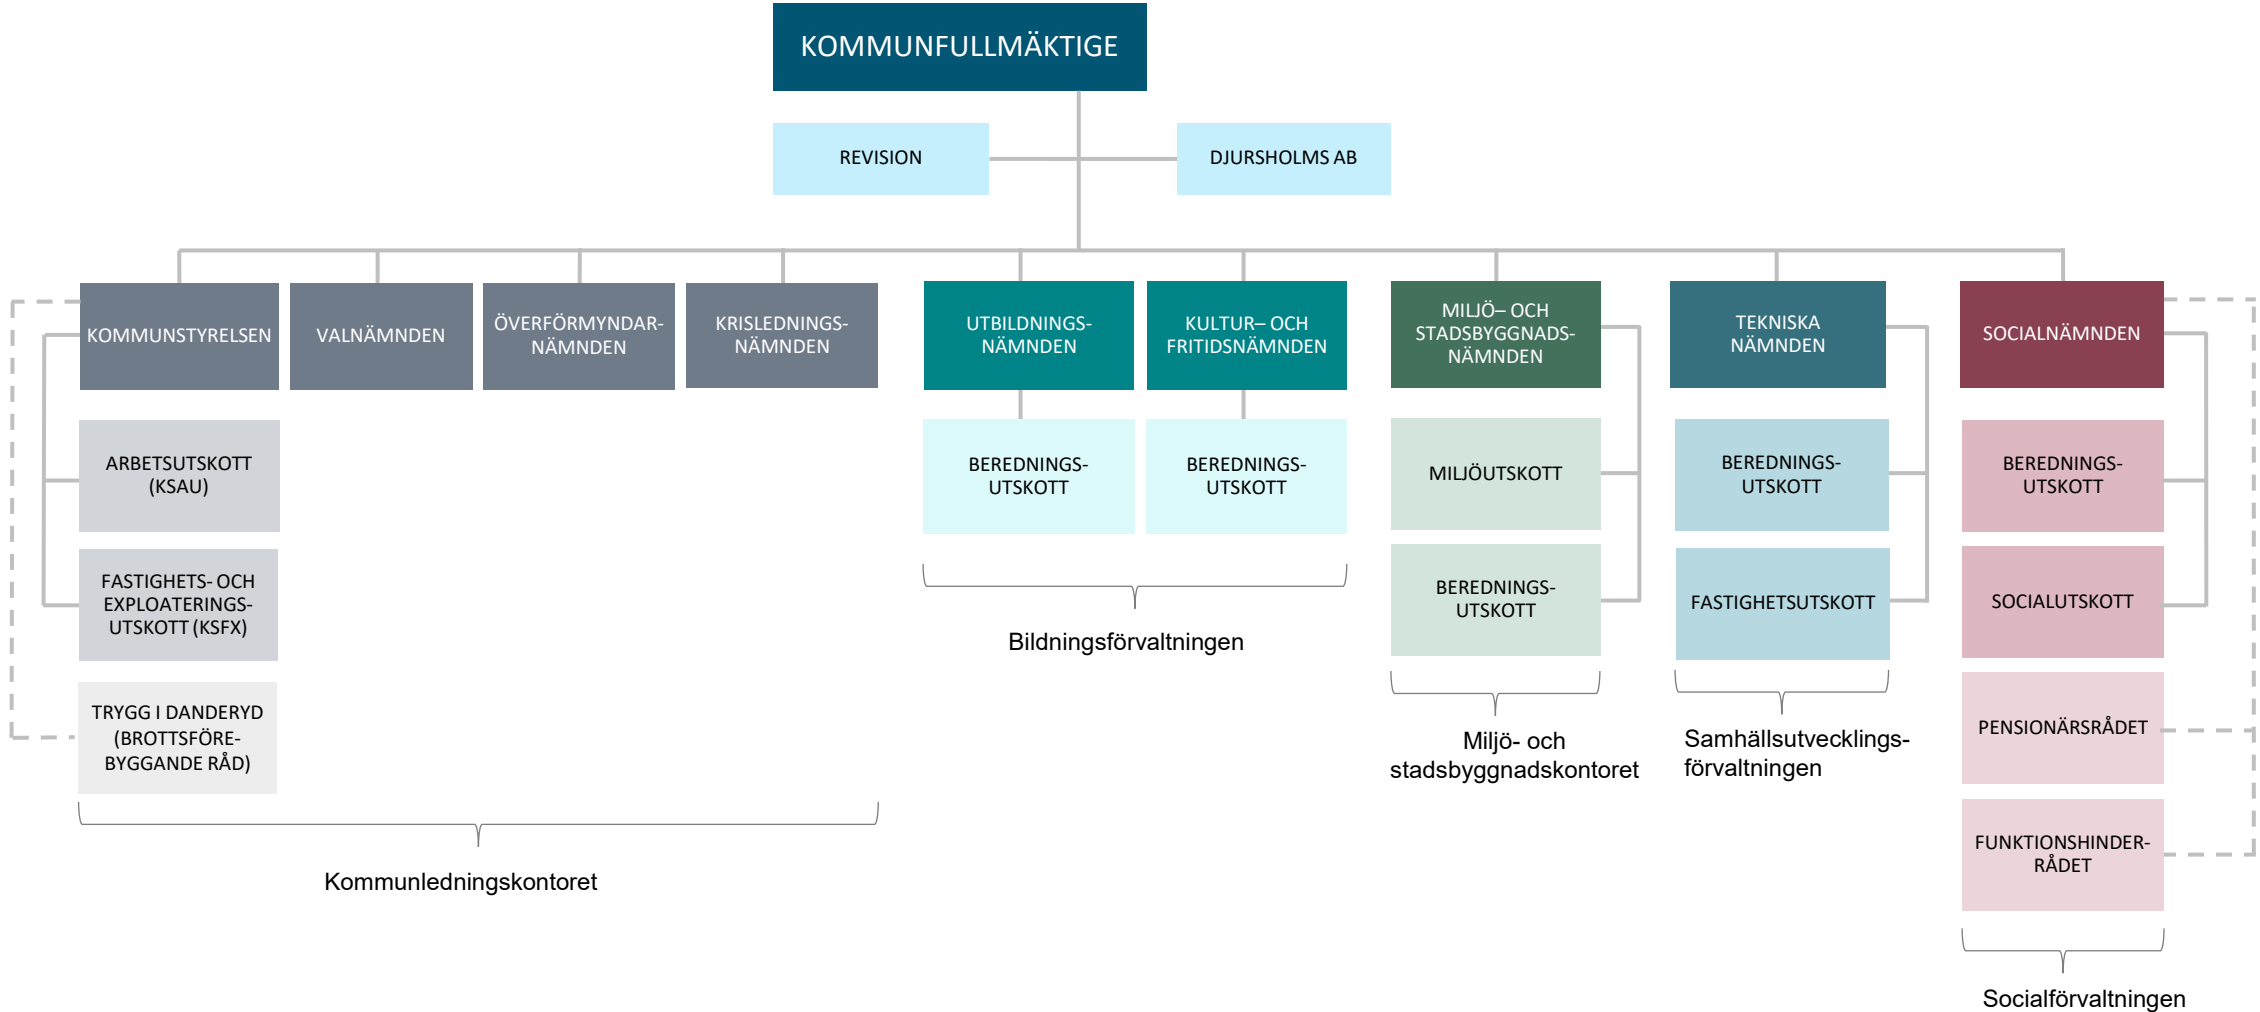 KOMMUNFULLMÄKTIGE
REVISION
DJURSHOLMS AB
KOMMUNSTYRELSEN
VALNÄMNDEN
ÖVERFÖRMYNDAR-
NÄMNDEN
KRISLEDNINGS-
NÄMNDEN
UTBILDNINGS-
NÄMNDEN
KULTUR– OCH
FRITIDSNÄMNDEN
MILJÖ– OCH
STADSBYGGNADS-
NÄMNDEN
TEKNISKA
NÄMNDEN
SOCIALNÄMNDEN
ARBETSUTSKOTT
(KSAU)
BEREDNINGS-
UTSKOTT
BEREDNINGS-
UTSKOTT
MILJÖUTSKOTT
BEREDNINGS-
UTSKOTT
BEREDNINGS-
UTSKOTT
FASTIGHETS- OCH
EXPLOATERINGS-
UTSKOTT (KSFX)
BEREDNINGS-
UTSKOTT
FASTIGHETSUTSKOTT
SOCIALUTSKOTT
Bildningsförvaltningen
TRYGG I DANDERYD
(BROTTSFÖRE-
BYGGANDE RÅD)
Miljö- och
stadsbyggnadskontoret
Samhällsutvecklings-
förvaltningen
PENSIONÄRSRÅDET
FUNKTIONSHINDER-
RÅDET
Kommunledningskontoret
Socialförvaltningen